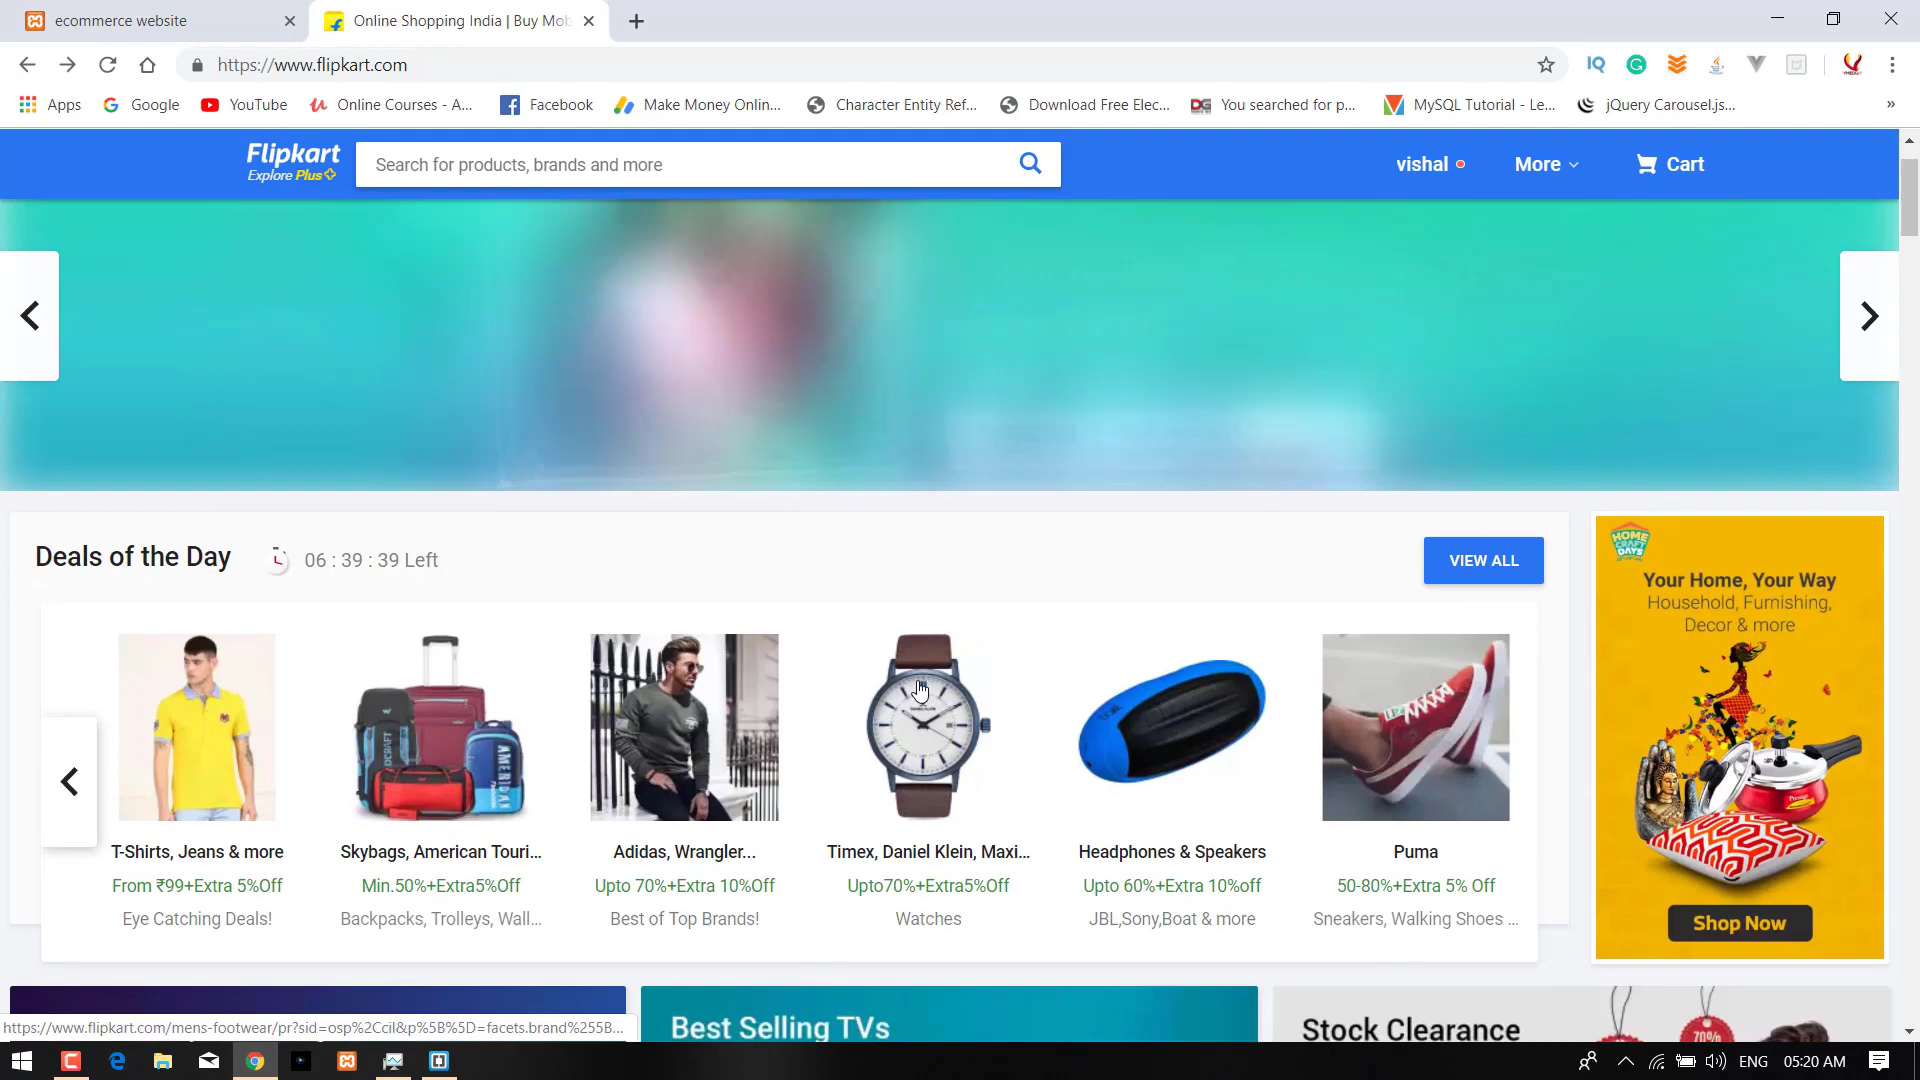 ecommerce website
Online Shopping India | Buy Mob
https://www.flipkart.com
Apps
Google
YouTube
Online Courses - A...
Facebook
Make Money Onlin...
Character Entity Ref...
Download Free Elec...
You searched for p...
MySQL Tutorial - Le...
jQuery Carousel.js...
»
Flipkart
Explore Plus
Search for products, brands and more
vishal
More
Cart
Deals of the Day
06 : 39 : 39 Left
VIEW ALL
T-Shirts, Jeans & more
From ₹99+Extra 5%Off
Eye Catching Deals!
Skybags, American Touri...
Min.50%+Extra5%Off
Backpacks, Trolleys, Wall...
Adidas, Wrangler...
Upto 70%+Extra 10%Off
Best of Top Brands!
Timex, Daniel Klein, Maxi...
Upto70%+Extra5%Off
Watches
Headphones & Speakers
Upto 60%+Extra 10%off
JBL,Sony,Boat & more
Puma
50-80%+Extra 5% Off
Sneakers, Walking Shoes ...
HOME
CRAFT
DAYS
Your Home, Your Way
Household, Furnishing,
Decor & more
Shop Now
Best Selling TVs
Stock Clearance
70%
https://www.flipkart.com/mens-footwear/pr?sid=osp%2Ccil&p%5B%5D=facets.brand%255B...
ENG
05:20 AM